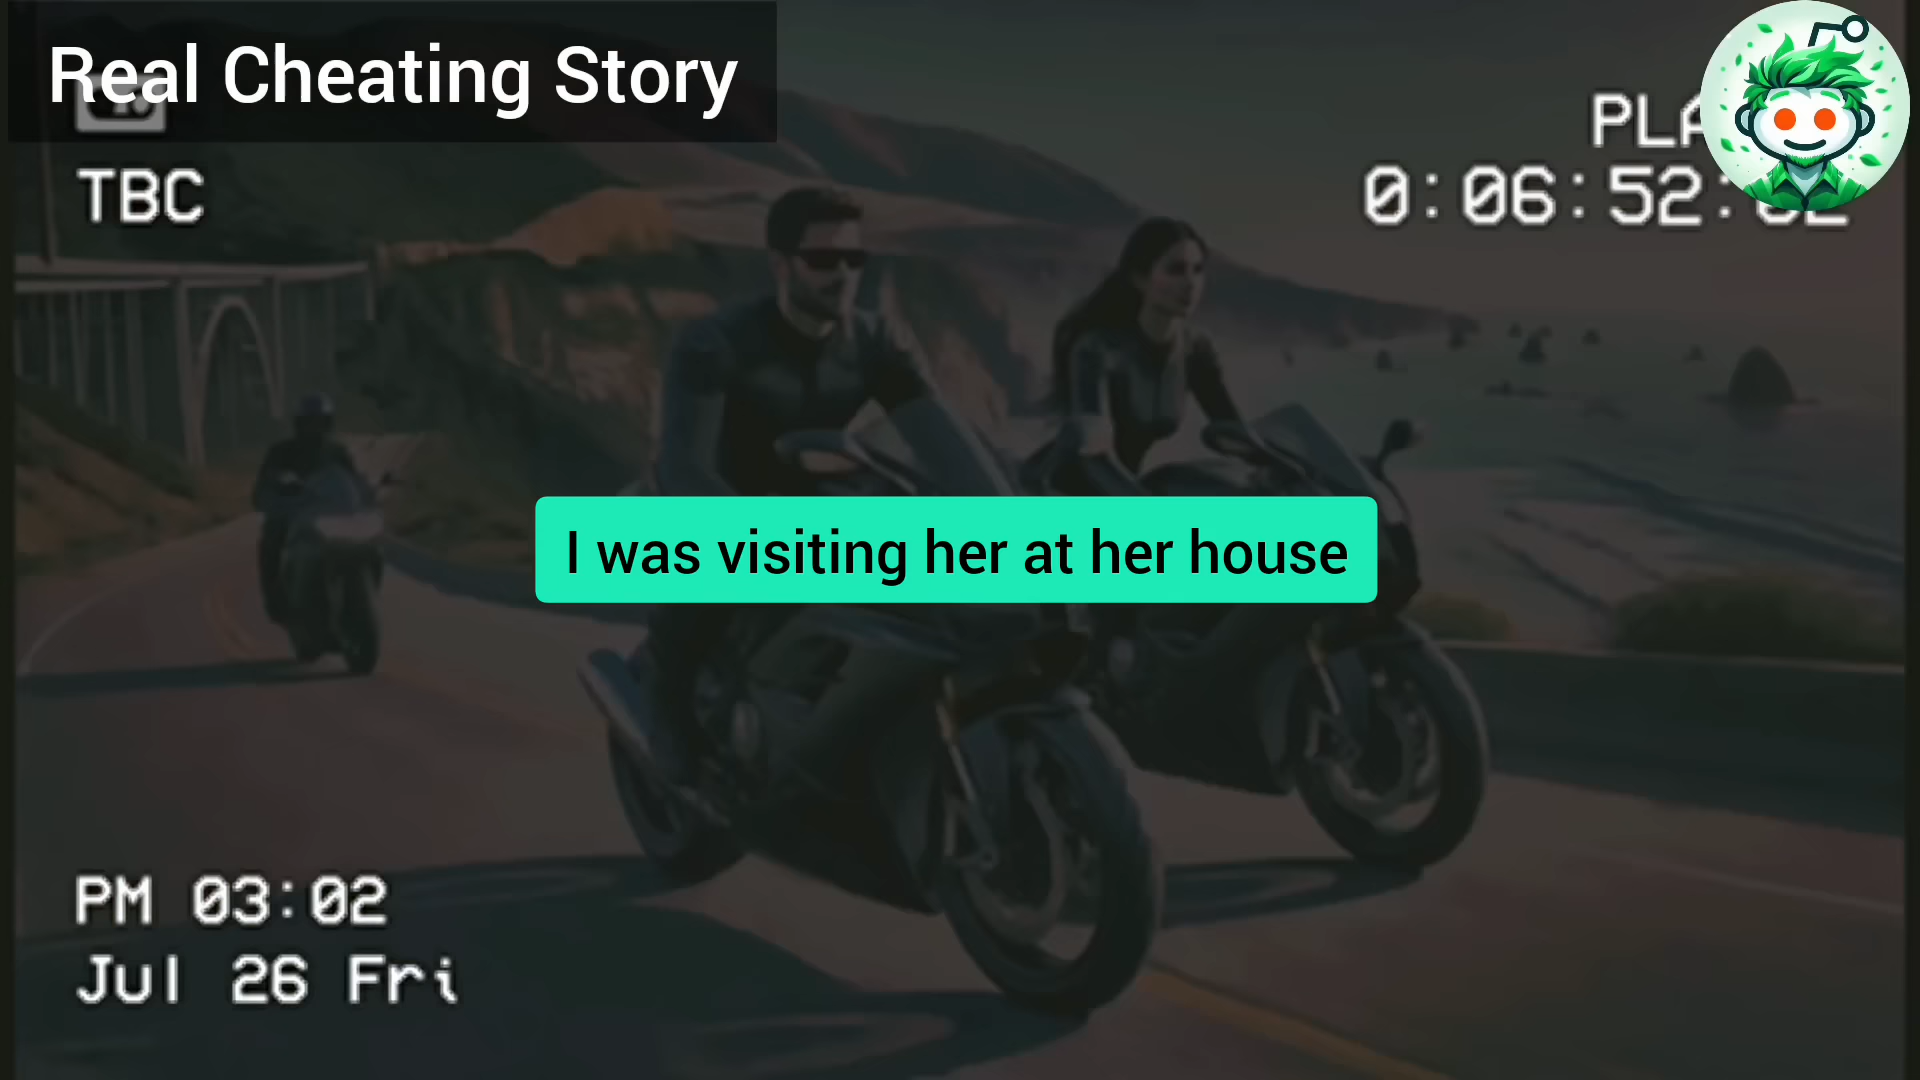 Real Cheating Story
TBC
0:06:52:
I was visiting her at her house
PM 03:02
Jul 26 Fri